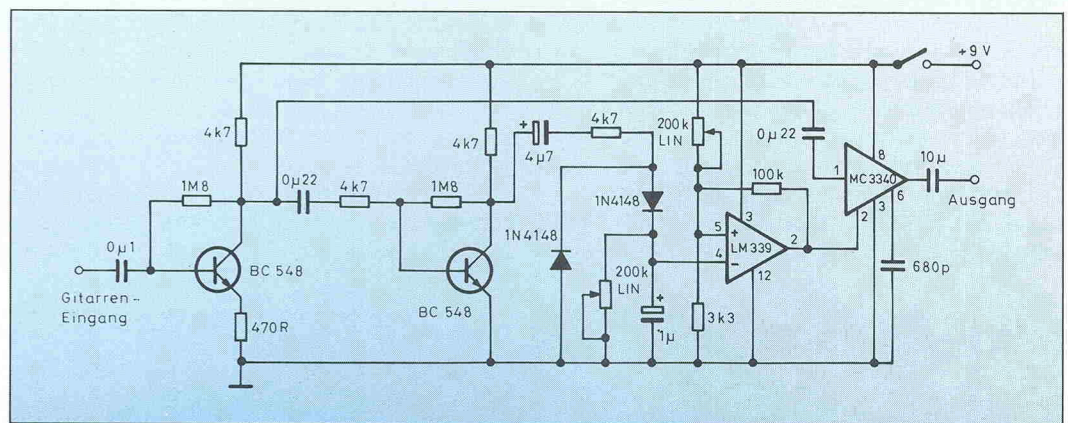 +9 V
4k7
4k7
+
4µ7
4k7
200k
LIN
0µ22
1M8
0µ22
4k7
1M8
1N4148
100k
1
8
MC3340
10µ
6
2
3
Ausgang
0µ1
BC 548
1N4148
5
+
3
LM339
2
4
-
12
680p
Gitarren-
Eingang
BC 548
200k
LIN
+
1µ
3k3
470R